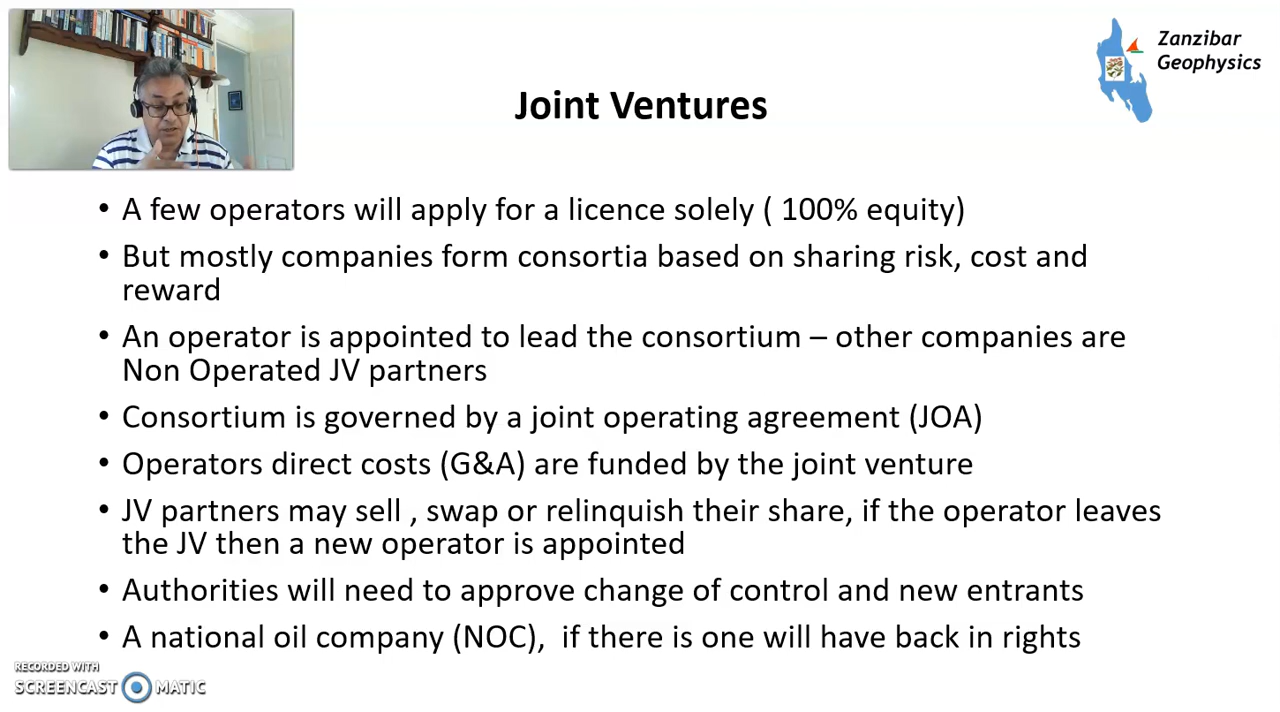 Zanzibar
Geophysics
Joint Ventures
• A few operators will apply for a licence solely ( 100% equity)
• But mostly companies form consortia based on sharing risk, cost and
reward
• An operator is appointed to lead the consortium – other companies are
Non Operated JV partners
• Consortium is governed by a joint operating agreement (JOA)
• Operators direct costs (G&A) are funded by the joint venture
• JV partners may sell , swap or relinquish their share, if the operator leaves
the JV then a new operator is appointed
• Authorities will need to approve change of control and new entrants
• A national oil company (NOC),  if there is one will have back in rights
RECORDED WITH
SCREENCAST MATIC